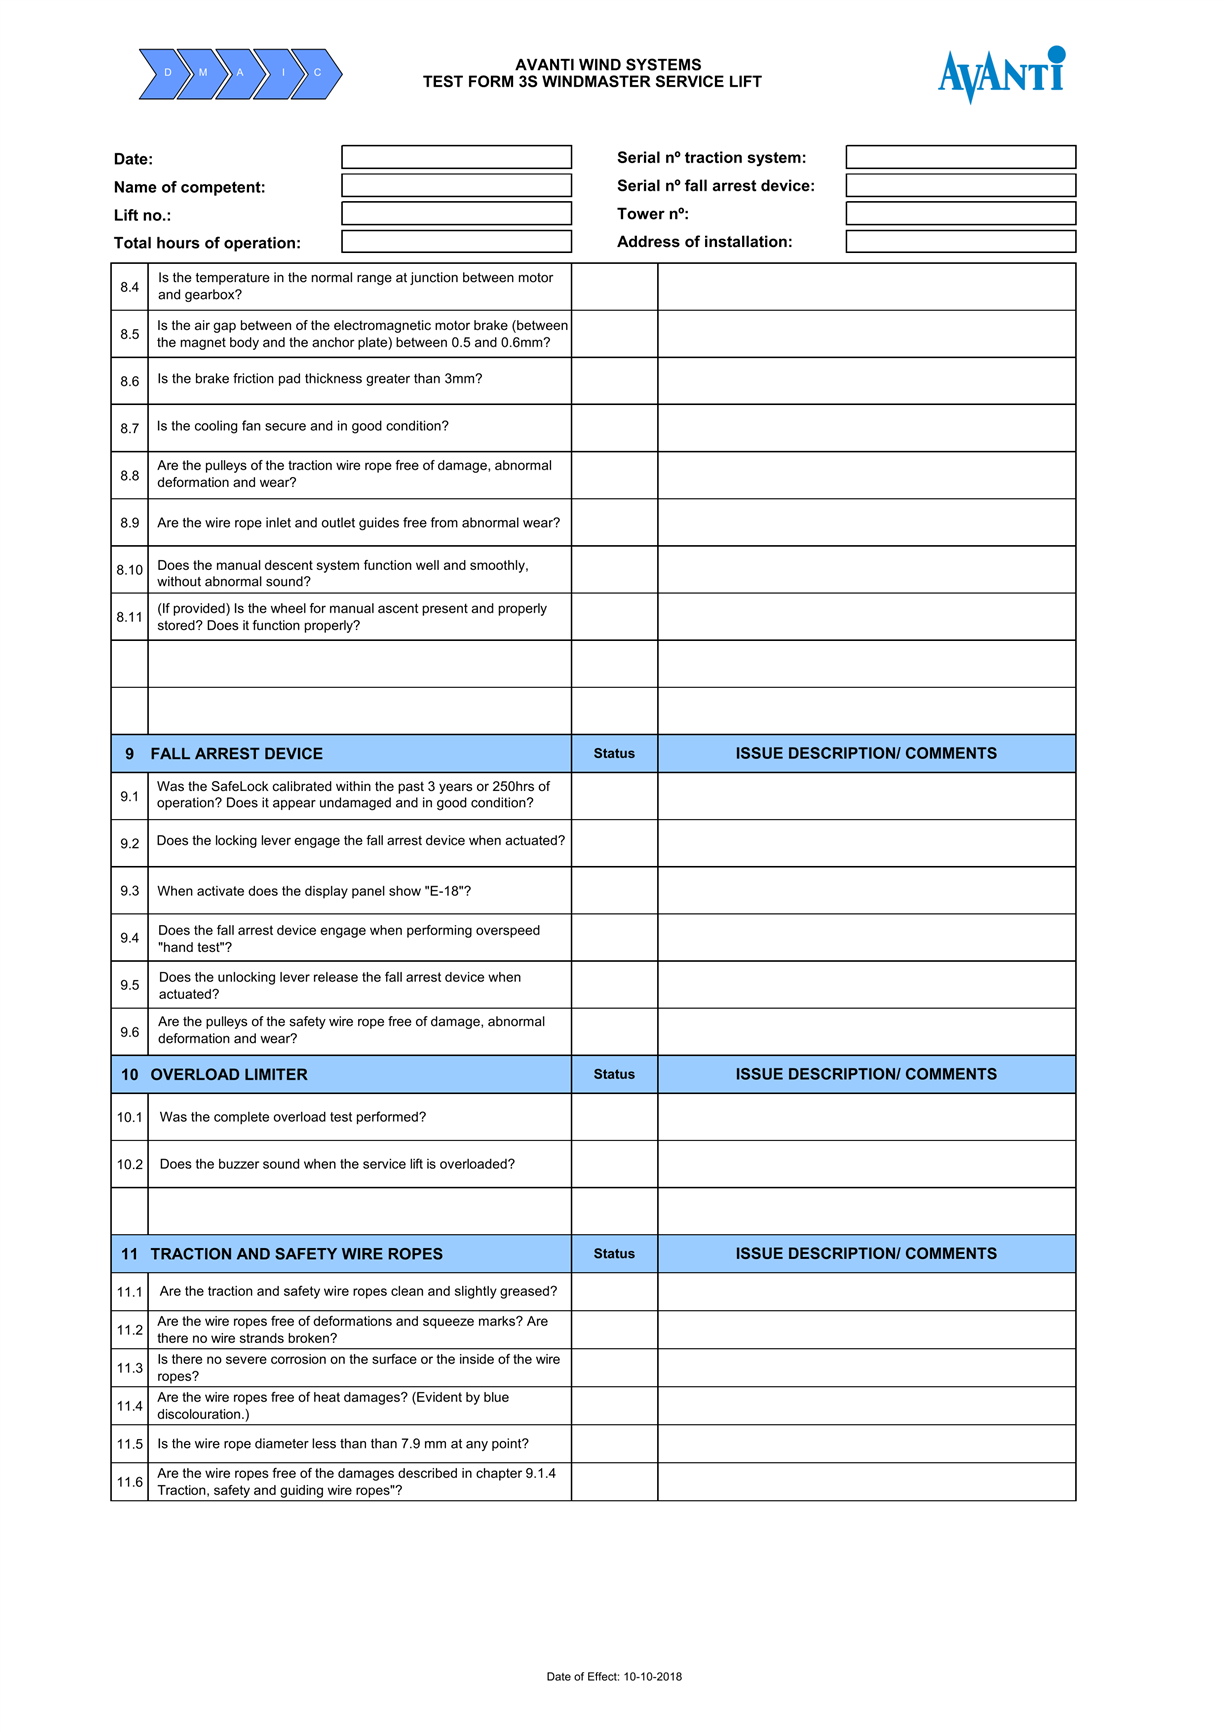 D M A I C
AVANTI WIND SYSTEMS
TEST FORM 3S WINDMASTER SERVICE LIFT
AVANTI
Date:
Serial nº traction system:
Name of competent:
Serial nº fall arrest device:
Lift no.:
Tower nº:
Total hours of operation:
Address of installation:
8.4 Is the temperature in the normal range at junction between motor
and gearbox?
8.5 Is the air gap between of the electromagnetic motor brake (between
the magnet body and the anchor plate) between 0.5 and 0.6mm?
8.6 Is the brake friction pad thickness greater than 3mm?
8.7 Is the cooling fan secure and in good condition?
8.8 Are the pulleys of the traction wire rope free of damage, abnormal
deformation and wear?
8.9 Are the wire rope inlet and outlet guides free from abnormal wear?
8.10 Does the manual descent system function well and smoothly,
without abnormal sound?
8.11 (If provided) Is the wheel for manual ascent present and properly
stored? Does it function properly?
9 FALL ARREST DEVICE Status ISSUE DESCRIPTION/ COMMENTS
9.1 Was the SafeLock calibrated within the past 3 years or 250hrs of
operation? Does it appear undamaged and in good condition?
9.2 Does the locking lever engage the fall arrest device when actuated?
9.3 When activate does the display panel show "E-18"?
9.4 Does the fall arrest device engage when performing overspeed
"hand test"?
9.5 Does the unlocking lever release the fall arrest device when
actuated?
9.6 Are the pulleys of the safety wire rope free of damage, abnormal
deformation and wear?
10 OVERLOAD LIMITER Status ISSUE DESCRIPTION/ COMMENTS
10.1 Was the complete overload test performed?
10.2 Does the buzzer sound when the service lift is overloaded?
11 TRACTION AND SAFETY WIRE ROPES Status ISSUE DESCRIPTION/ COMMENTS
11.1 Are the traction and safety wire ropes clean and slightly greased?
11.2 Are the wire ropes free of deformations and squeeze marks? Are
there no wire strands broken?
11.3 Is there no severe corrosion on the surface or the inside of the wire
ropes?
11.4 Are the wire ropes free of heat damages? (Evident by blue
discolouration.)
11.5 Is the wire rope diameter less than than 7.9 mm at any point?
11.6 Are the wire ropes free of the damages described in chapter 9.1.4
Traction, safety and guiding wire ropes"?
Date of Effect: 10-10-2018